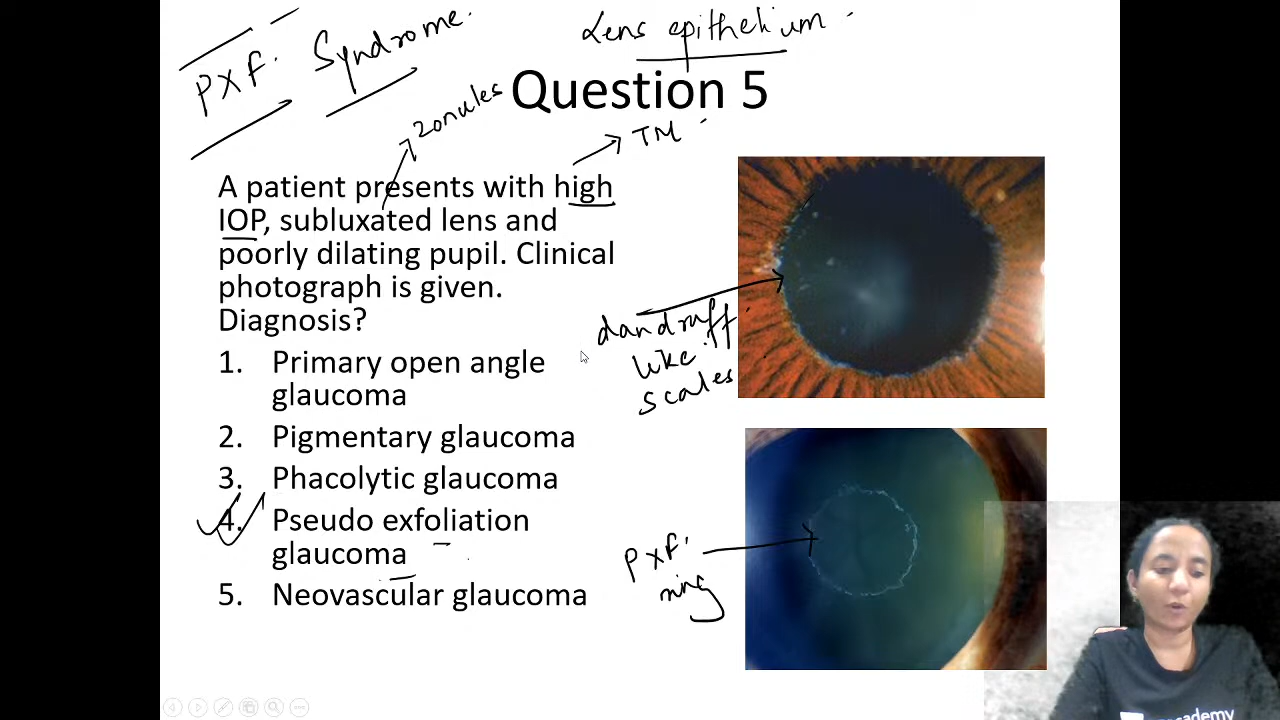 PXF. Syndrome.
Lens epithelium
Question 5
zonules
TM
A patient presents with high
IOP, subluxated lens and
poorly dilating pupil. Clinical
photograph is given.
Diagnosis?
1. Primary open angle
glaucoma
2. Pigmentary glaucoma
3. Phacolytic glaucoma
4. Pseudo exfoliation
glaucoma
5. Neovascular glaucoma
dandruff
like
scales
PXF
ring